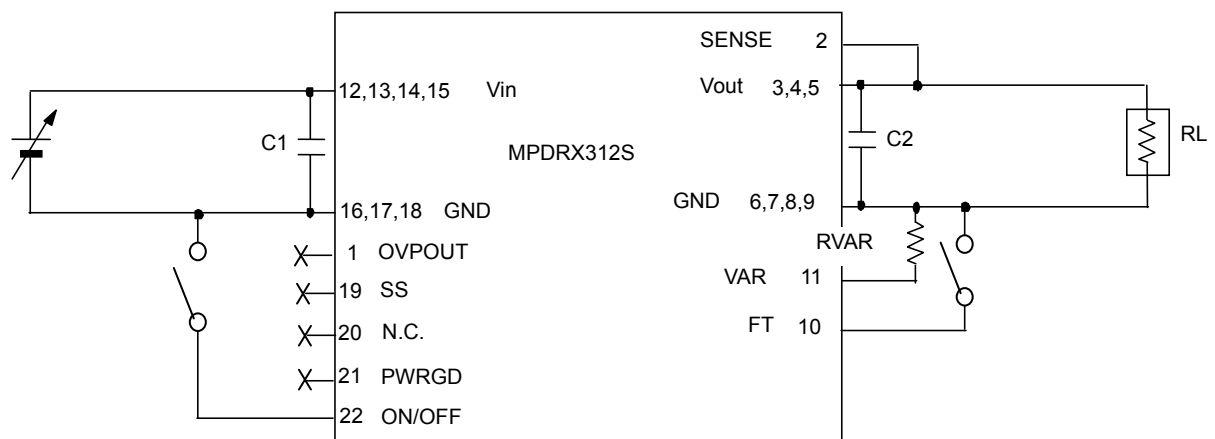 SENSE 2
12,13,14,15 Vin
Vout 3,4,5
C1
MPDRX312S
C2
RL
16,17,18 GND
GND 6,7,8,9
1 OVPOUT
RVAR
19 SS
VAR 11
20 N.C.
FT 10
21 PWRGD
22 ON/OFF